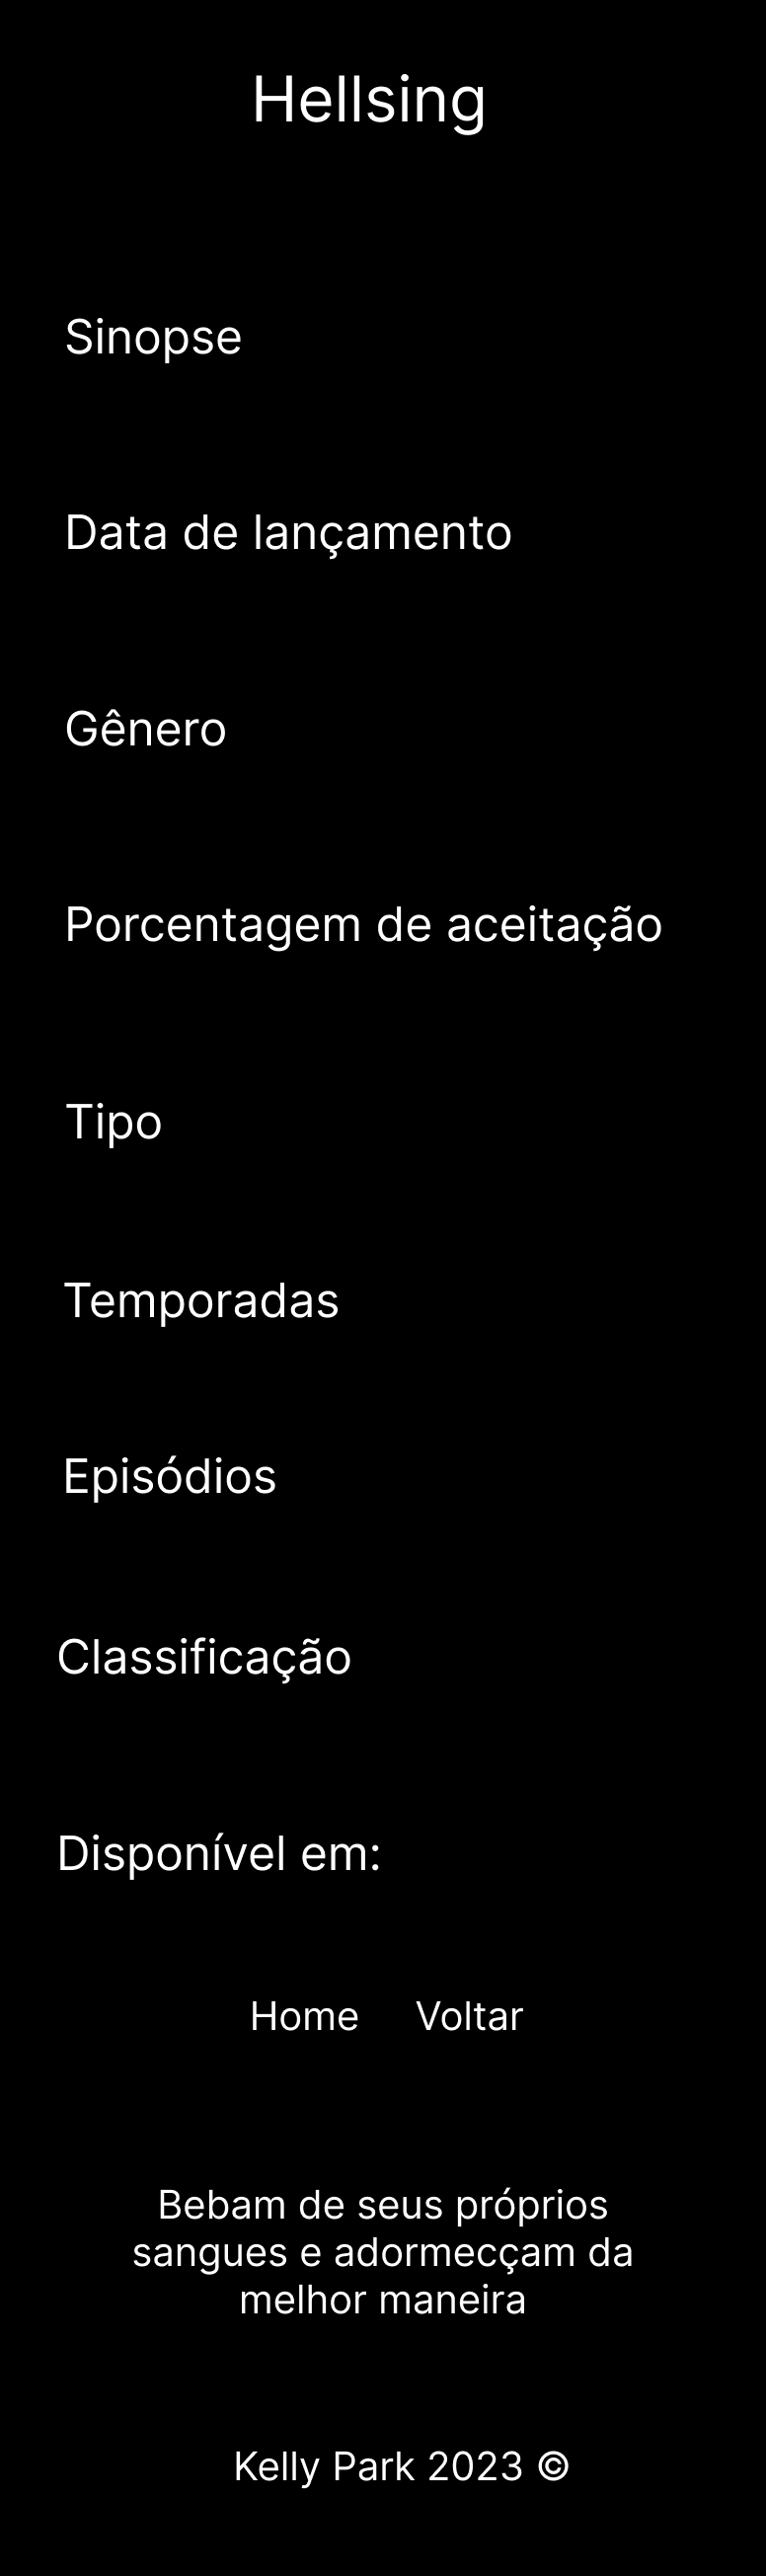 Hellsing
Sinopse
Data de lançamento
Gênero
Porcentagem de aceitação
Tipo
Temporadas
Episódios
Classificação
Disponível em:
Home Voltar
Bebam de seus próprios
sangues e adormecçam da
melhor maneira
Kelly Park 2023 ©